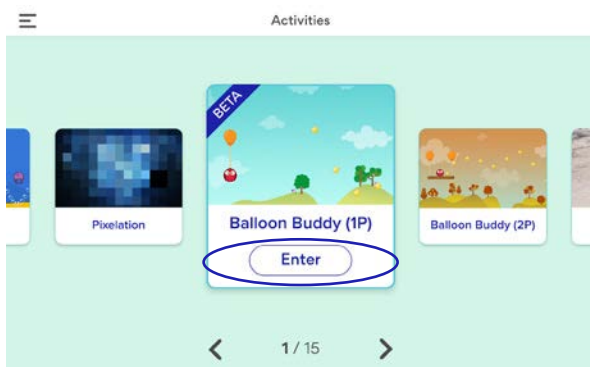 Activities
BETA
Pixelation
Balloon Buddy (1P)
Balloon Buddy (2P)
Enter
1 / 15